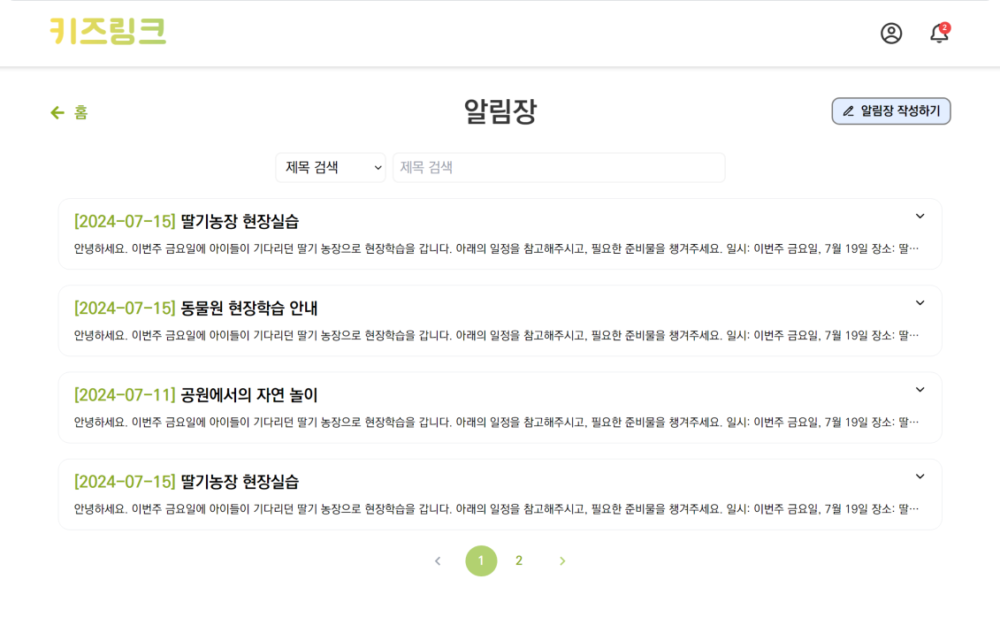 키즈링크
2
홈
알림장
알림장 작성하기
제목 검색
제목 검색
[2024-07-15] 딸기농장 현장실습
안녕하세요. 이번주 금요일에 아이들이 기다리던 딸기 농장으로 현장학습을 갑니다. 아래의 일정을 참고해주시고, 필요한 준비물을 챙겨주세요. 일시: 이번주 금요일, 7월 19일 장소: 딸…
[2024-07-15] 동물원 현장학습 안내
안녕하세요. 이번주 금요일에 아이들이 기다리던 딸기 농장으로 현장학습을 갑니다. 아래의 일정을 참고해주시고, 필요한 준비물을 챙겨주세요. 일시: 이번주 금요일, 7월 19일 장소: 딸…
[2024-07-11] 공원에서의 자연 놀이
안녕하세요. 이번주 금요일에 아이들이 기다리던 딸기 농장으로 현장학습을 갑니다. 아래의 일정을 참고해주시고, 필요한 준비물을 챙겨주세요. 일시: 이번주 금요일, 7월 19일 장소: 딸…
[2024-07-15] 딸기농장 현장실습
안녕하세요. 이번주 금요일에 아이들이 기다리던 딸기 농장으로 현장학습을 갑니다. 아래의 일정을 참고해주시고, 필요한 준비물을 챙겨주세요. 일시: 이번주 금요일, 7월 19일 장소: 딸…
1 2